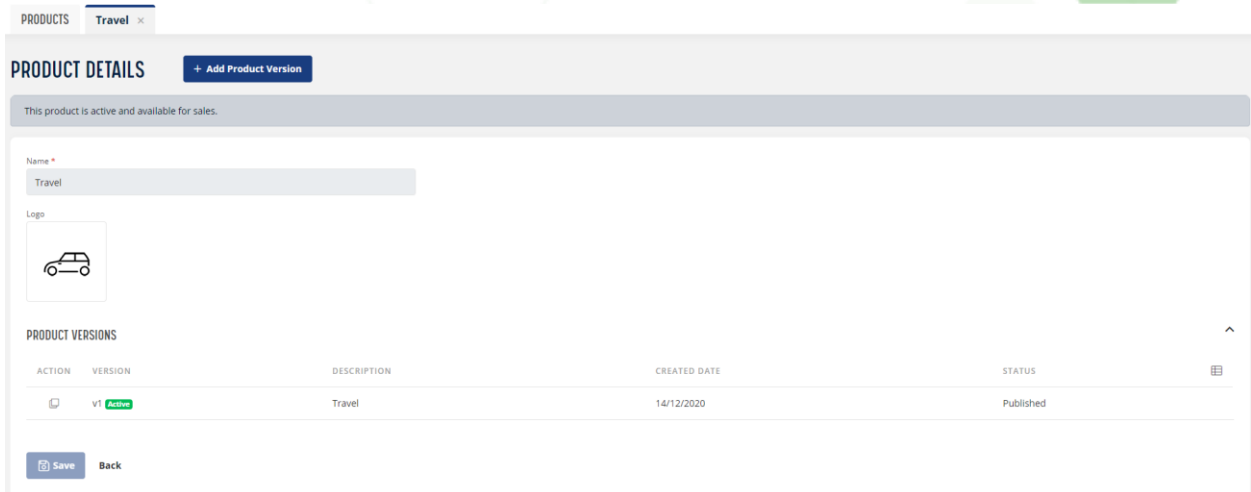 PRODUCTS Travel ×
PRODUCT DETAILS + Add Product Version
This product is active and available for sales.
Name *
Travel
Logo
PRODUCT VERSIONS
ACTION VERSION DESCRIPTION CREATED DATE STATUS
v1 Active Travel 14/12/2020 Published
Save Back